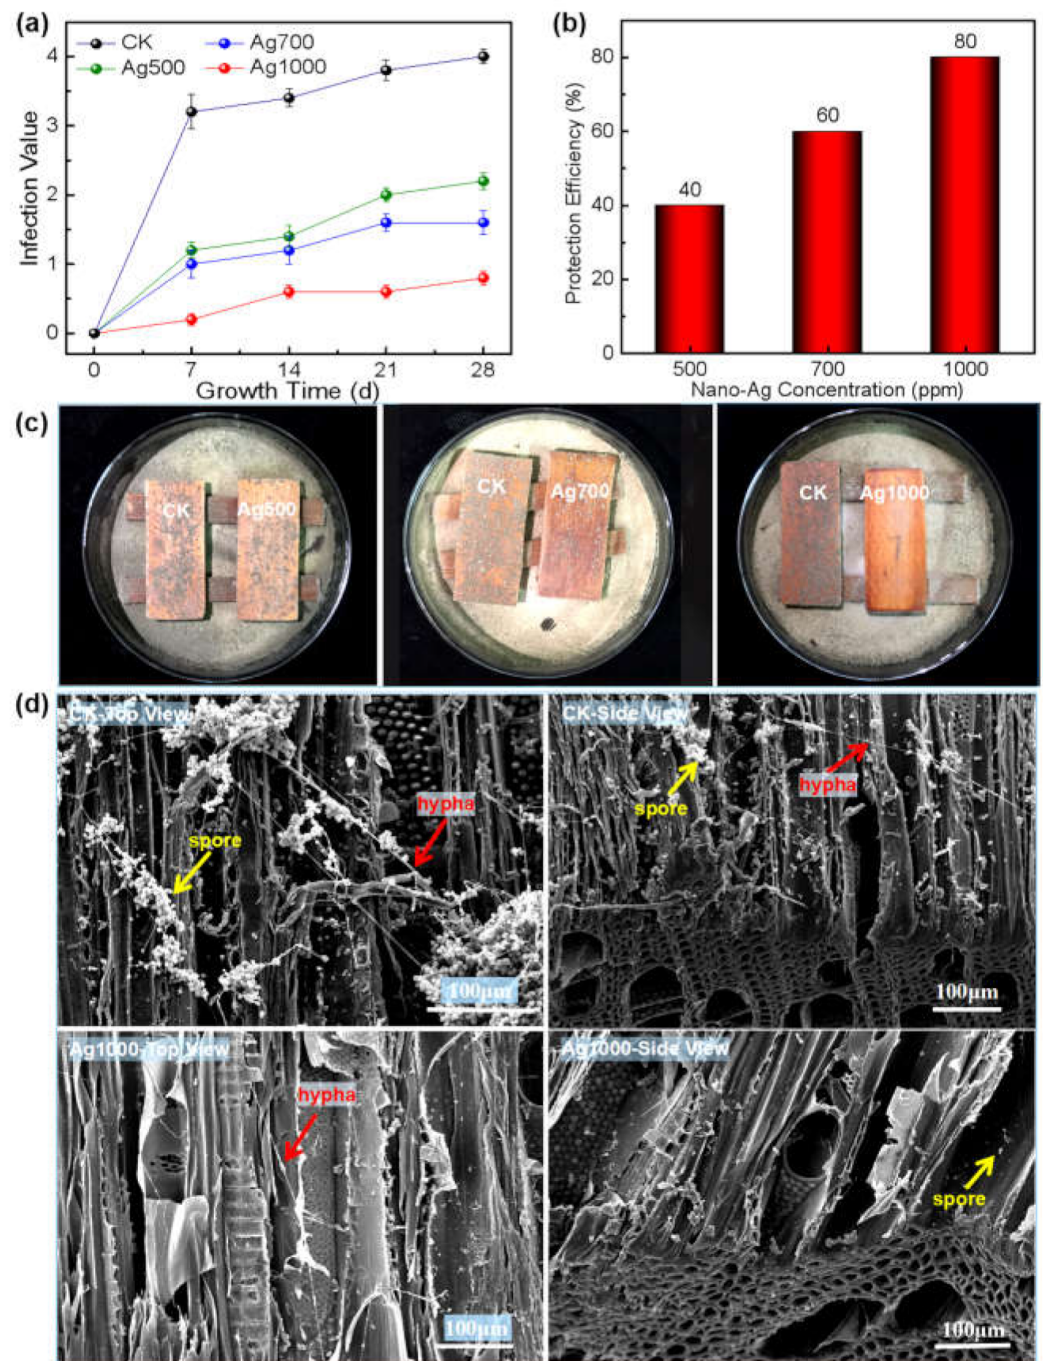 (a)
CK
Ag700
Ag500
Ag1000
Infection Value
4
3
2
1
0
0 7 14 21 28
Growth Time (d)
(b)
80
60
40
Protection Efficiency (%)
80
60
40
20
0
500 700 1000
Nano-Ag Concentration (ppm)
(c)
CK Ag500
CK Ag700
CK Ag1000
(d)
CK-Top View
hypha
spore
100μm
CK-Side View
spore
hypha
100μm
Ag1000-Top View
hypha
100μm
Ag1000-Side View
spore
100μm